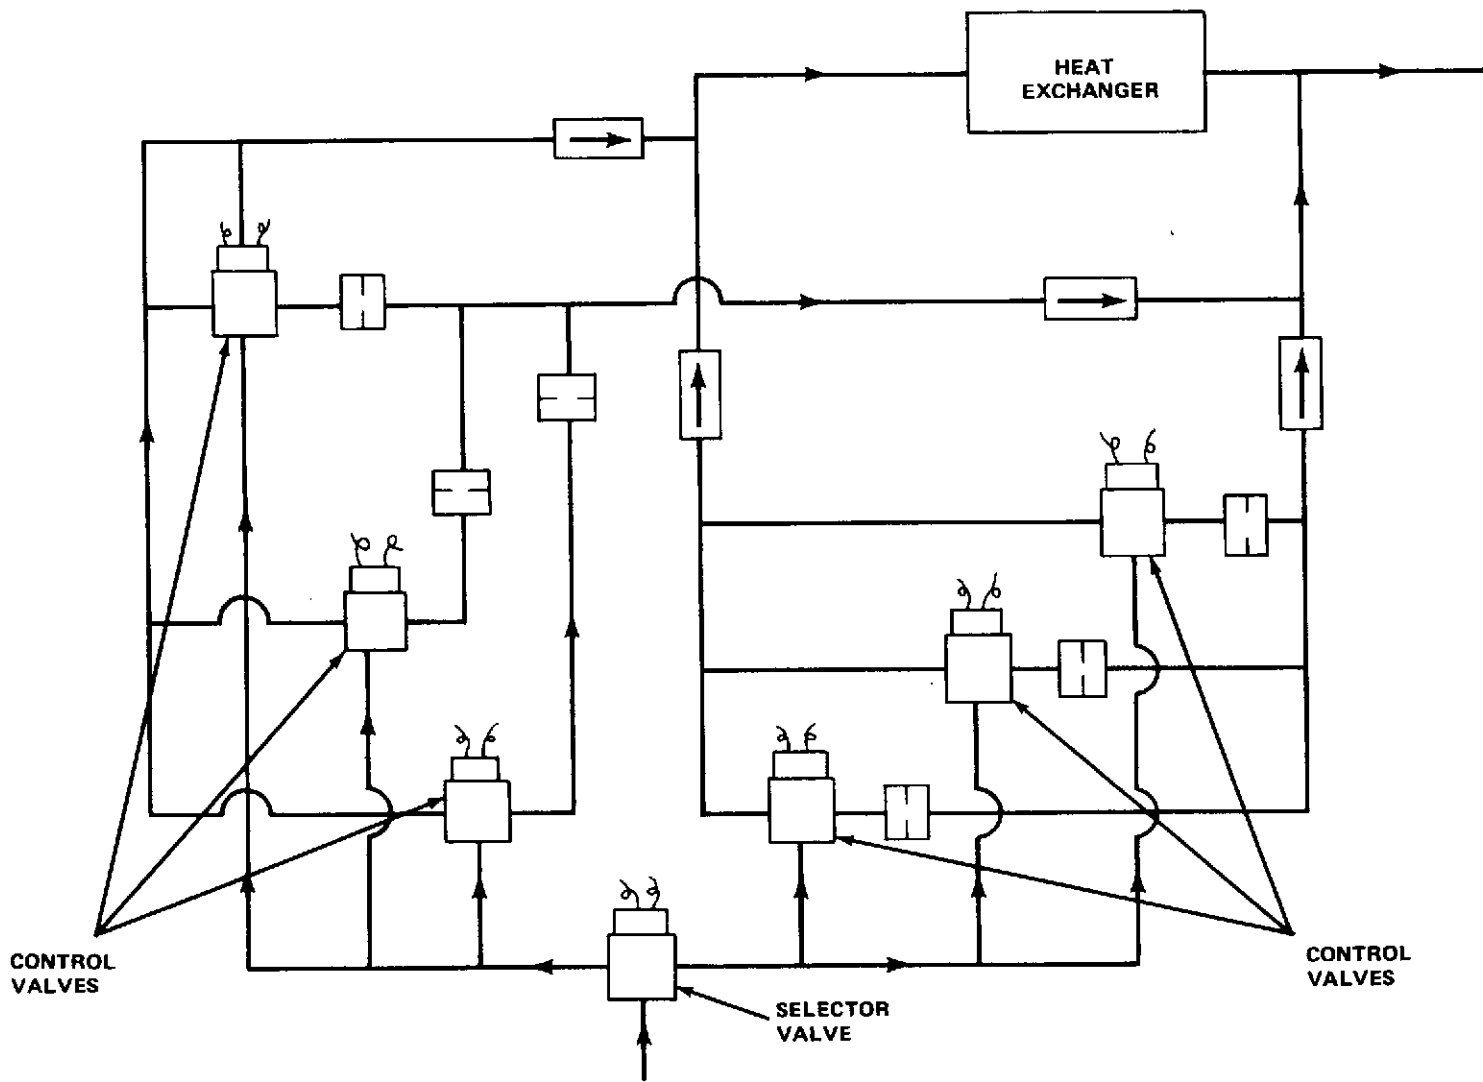 HEAT
EXCHANGER
CONTROL
VALVES
SELECTOR
VALVE
CONTROL
VALVES